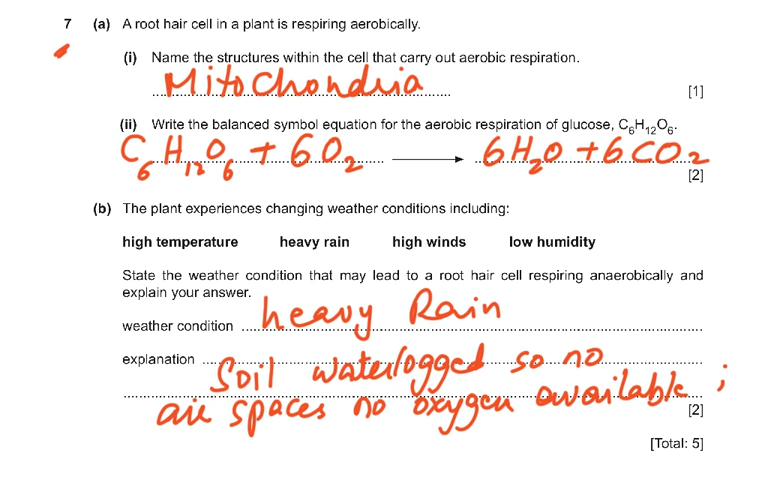 7 (a) A root hair cell in a plant is respiring aerobically.
(i) Name the structures within the cell that carry out aerobic respiration.
Mitochondria [1]
(ii) Write the balanced symbol equation for the aerobic respiration of glucose, C₆H₁₂O₆.
C₆H₁₂O₆ + 6O₂ → 6H₂O + 6CO₂
[2]
(b) The plant experiences changing weather conditions including:
high temperature heavy rain high winds low humidity
State the weather condition that may lead to a root hair cell respiring anaerobically and
explain your answer.
weather condition heavy Rain
explanation Soil waterlogged so no
air spaces no oxygen available ; [2]
[Total: 5]